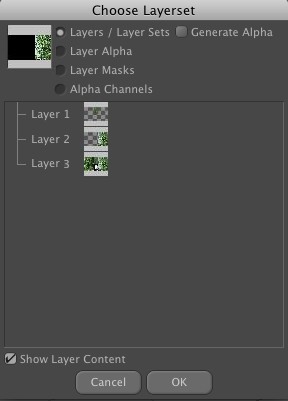 Choose Layerset
Layers / Layer Sets Generate Alpha
Layer Alpha
Layer Masks
Alpha Channels
Layer 1
Layer 2
Layer 3
Show Layer Content
Cancel OK